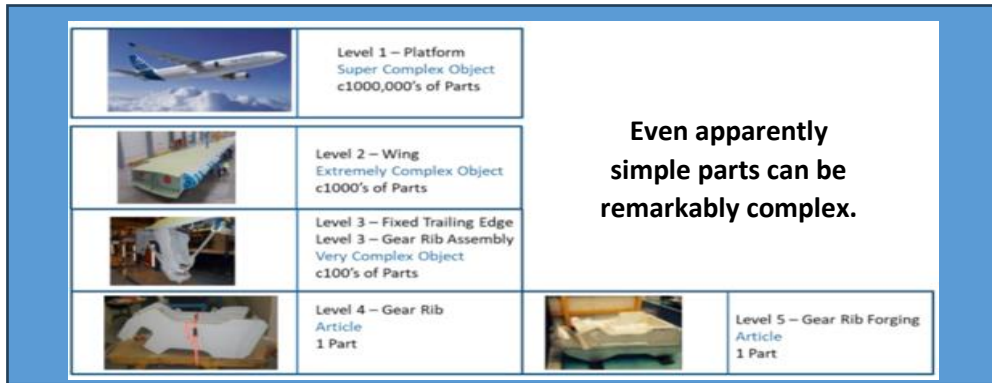 Level 1 – Platform
Super Complex Object
c1000,000's of Parts
Even apparently
simple parts can be
remarkably complex.
Level 2 – Wing
Extremely Complex Object
c1000's of Parts
Level 3 – Fixed Trailing Edge
Level 3 – Gear Rib Assembly
Very Complex Object
c100's of Parts
Level 4 – Gear Rib
Article
1 Part
Level 5 – Gear Rib Forging
Article
1 Part